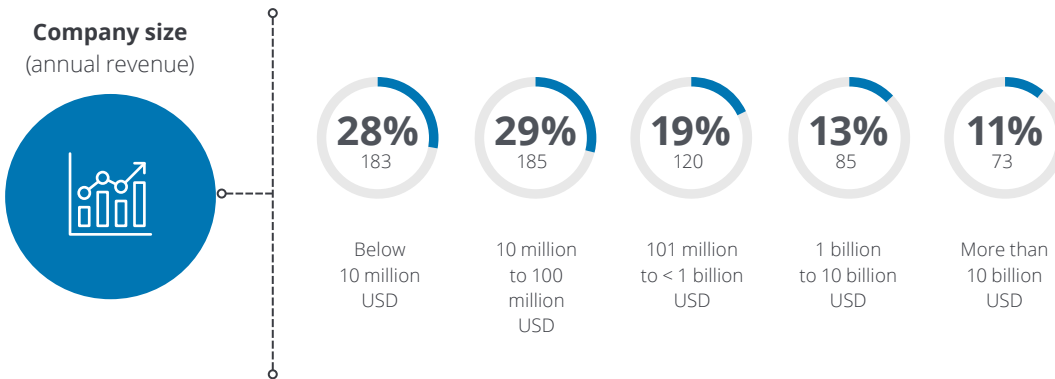 Company size
(annual revenue)
28%
183
Below
10 million
USD
29%
185
10 million
to 100
million
USD
19%
120
101 million
to < 1 billion
USD
13%
85
1 billion
to 10 billion
USD
11%
73
More than
10 billion
USD